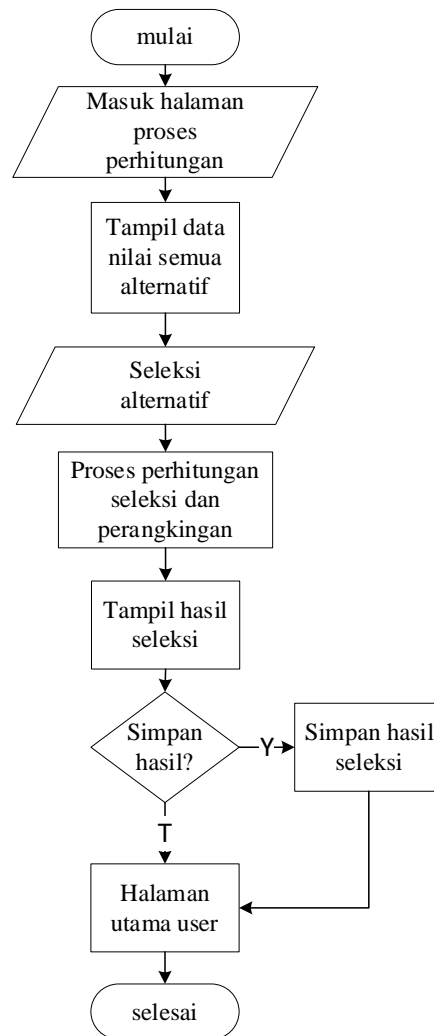 mulai
Masuk halaman
proses
perhitungan
Tampil data
nilai semua
alternatif
Seleksi
alternatif
Proses perhitungan
seleksi dan
perangkingan
Tampil hasil
seleksi
Simpan
hasil?
Y
Simpan hasil
seleksi
T
Halaman
utama user
selesai